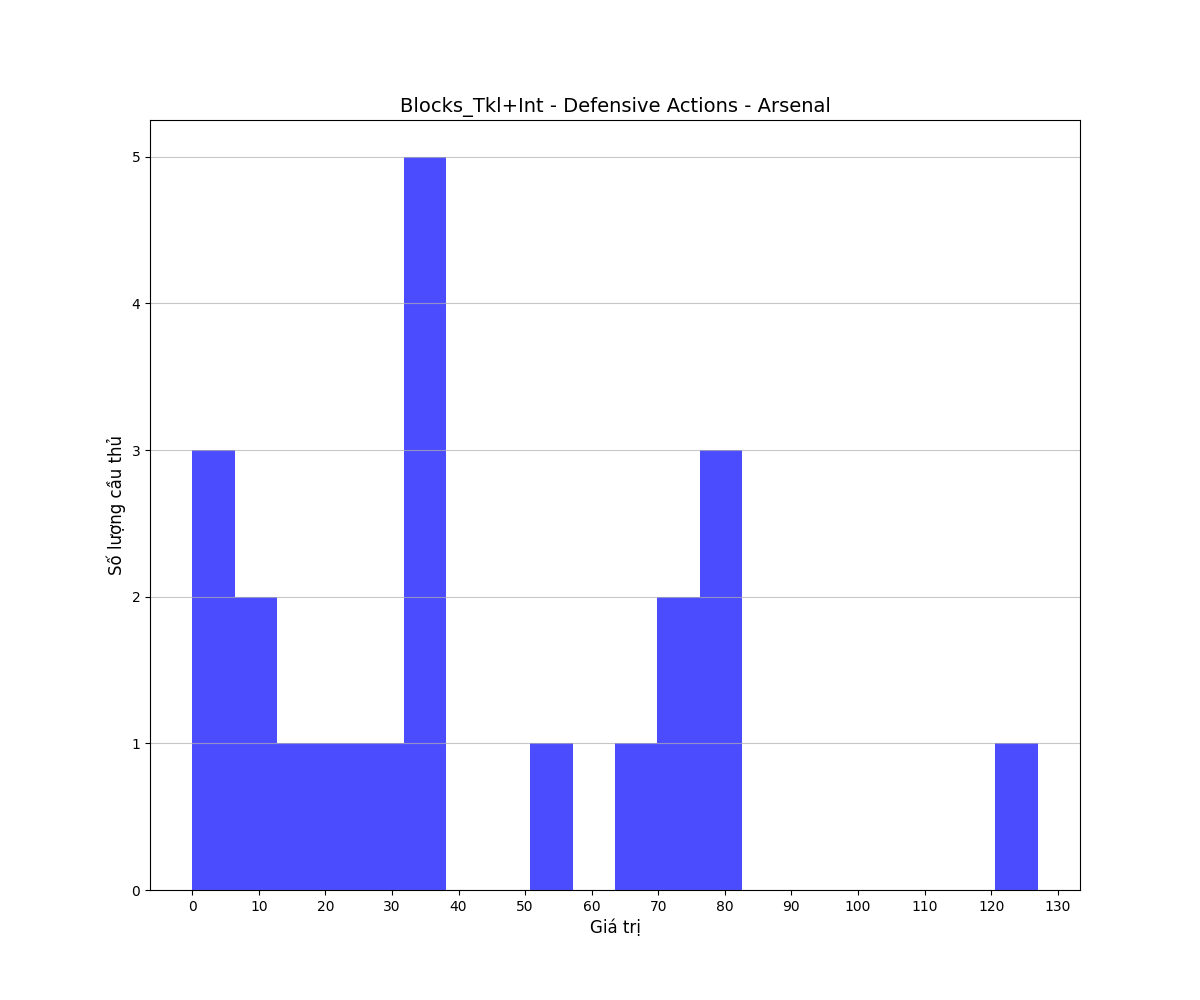 Blocks_Tkl+Int - Defensive Actions - Arsenal
Số lượng cầu thủ
5
4
3
2
1
0
0 10 20 30 40 50 60 70 80 90 100 110 120 130
Giá trị